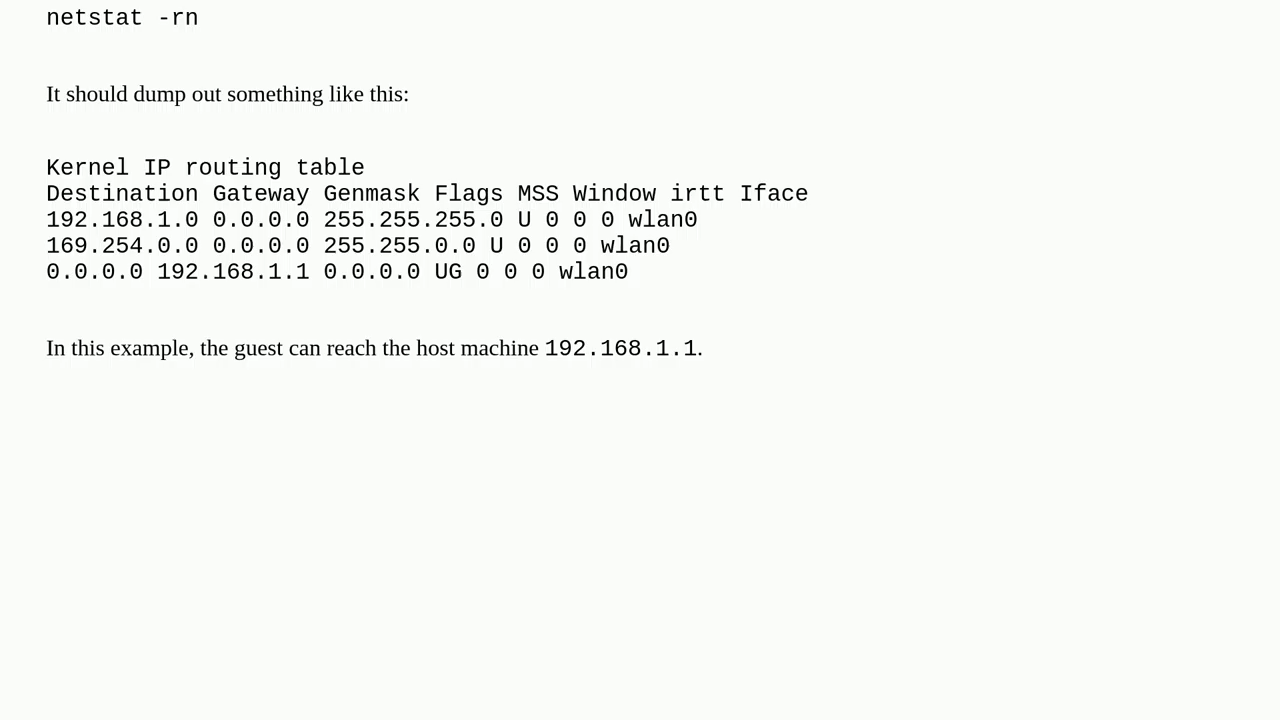 netstat -rn
It should dump out something like this:
Kernel IP routing table
Destination Gateway Genmask Flags MSS Window irtt Iface
192.168.1.0 0.0.0.0 255.255.255.0 U 0 0 0 wlan0
169.254.0.0 0.0.0.0 255.255.0.0 U 0 0 0 wlan0
0.0.0.0 192.168.1.1 0.0.0.0 UG 0 0 0 wlan0
In this example, the guest can reach the host machine 192.168.1.1.